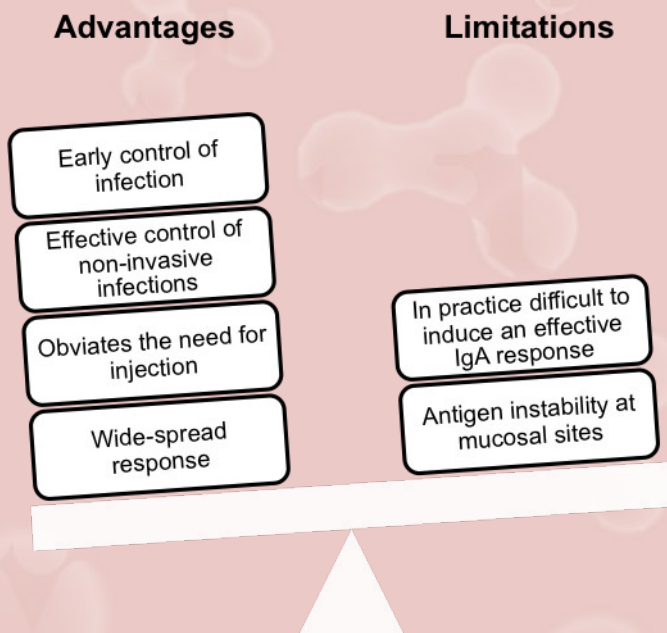 Advantages
Limitations
Early control of
infection
Effective control of
non-invasive
infections
Obviates the need for
injection
Wide-spread
response
In practice difficult to
induce an effective
IgA response
Antigen instability at
mucosal sites